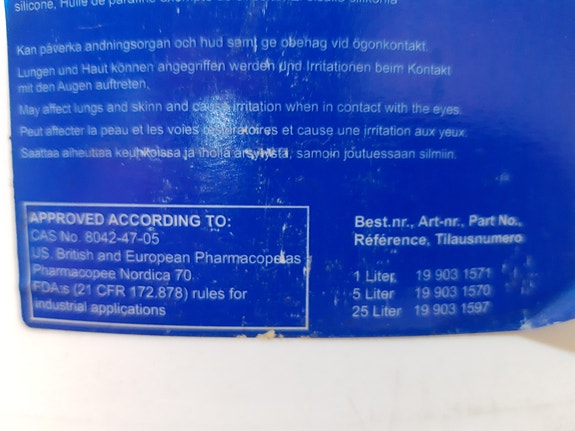 silicone, Huile de paraffin exempte de
Kan påverka andningsorgan och hud samt ge obehag vid ögonkontakt.
Lungen und Haut können angegriffen werden und Irritationen beim Kontakt
mit den Augen auftreten.
May affect lungs and skinn and cause irritation when in contact with the eyes.
Peut affecter la peau et les voies respiratoires et cause une irritation aux yeux.
Saattaa aiheuttaa keuhkoissa ja iholla ärsytystä, samoin joutuessaan silmiin.
APPROVED ACCORDING TO:
CAS No. 8042-47-05
US, British and European Pharmacopeias
Pharmacopee Nordica 70.
FDA:s (21 CFR 172.878) rules for
industrial applications
Best.nr., Art-nr., Part No.,
Référence, Tilausnumero
1 Liter 19 903 1571
5 Liter 19 903 1570
25 Liter 19 903 1597